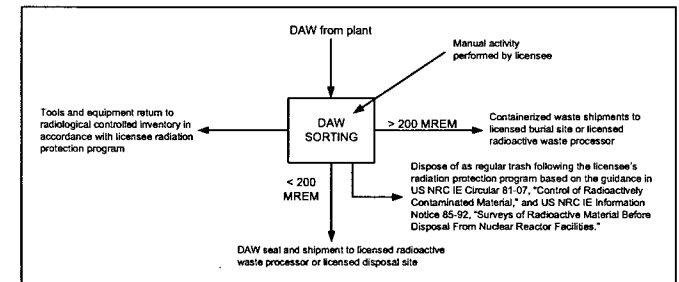 DAW from plant
Manual activity
performed by licensee
Tools and equipment return to
radiological controlled inventory in
accordance with licensee radiation
protection program
DAW
SORTING
> 200 MREM
Containerized waste shipments to
licensed burial site or licensed
radioactive waste processor
< 200
MREM
Dispose of as regular trash following the licensee's
radiation protection program based on the guidance in
US NRC IE Circular 81-07, "Control of Radioactively
Contaminated Material," and US NRC IE Information
Notice 85-92, "Surveys of Radioactive Material Before
Disposal From Nuclear Reactor Facilities."
DAW seal and shipment to licensed radioactive
waste processor or licensed disposal site